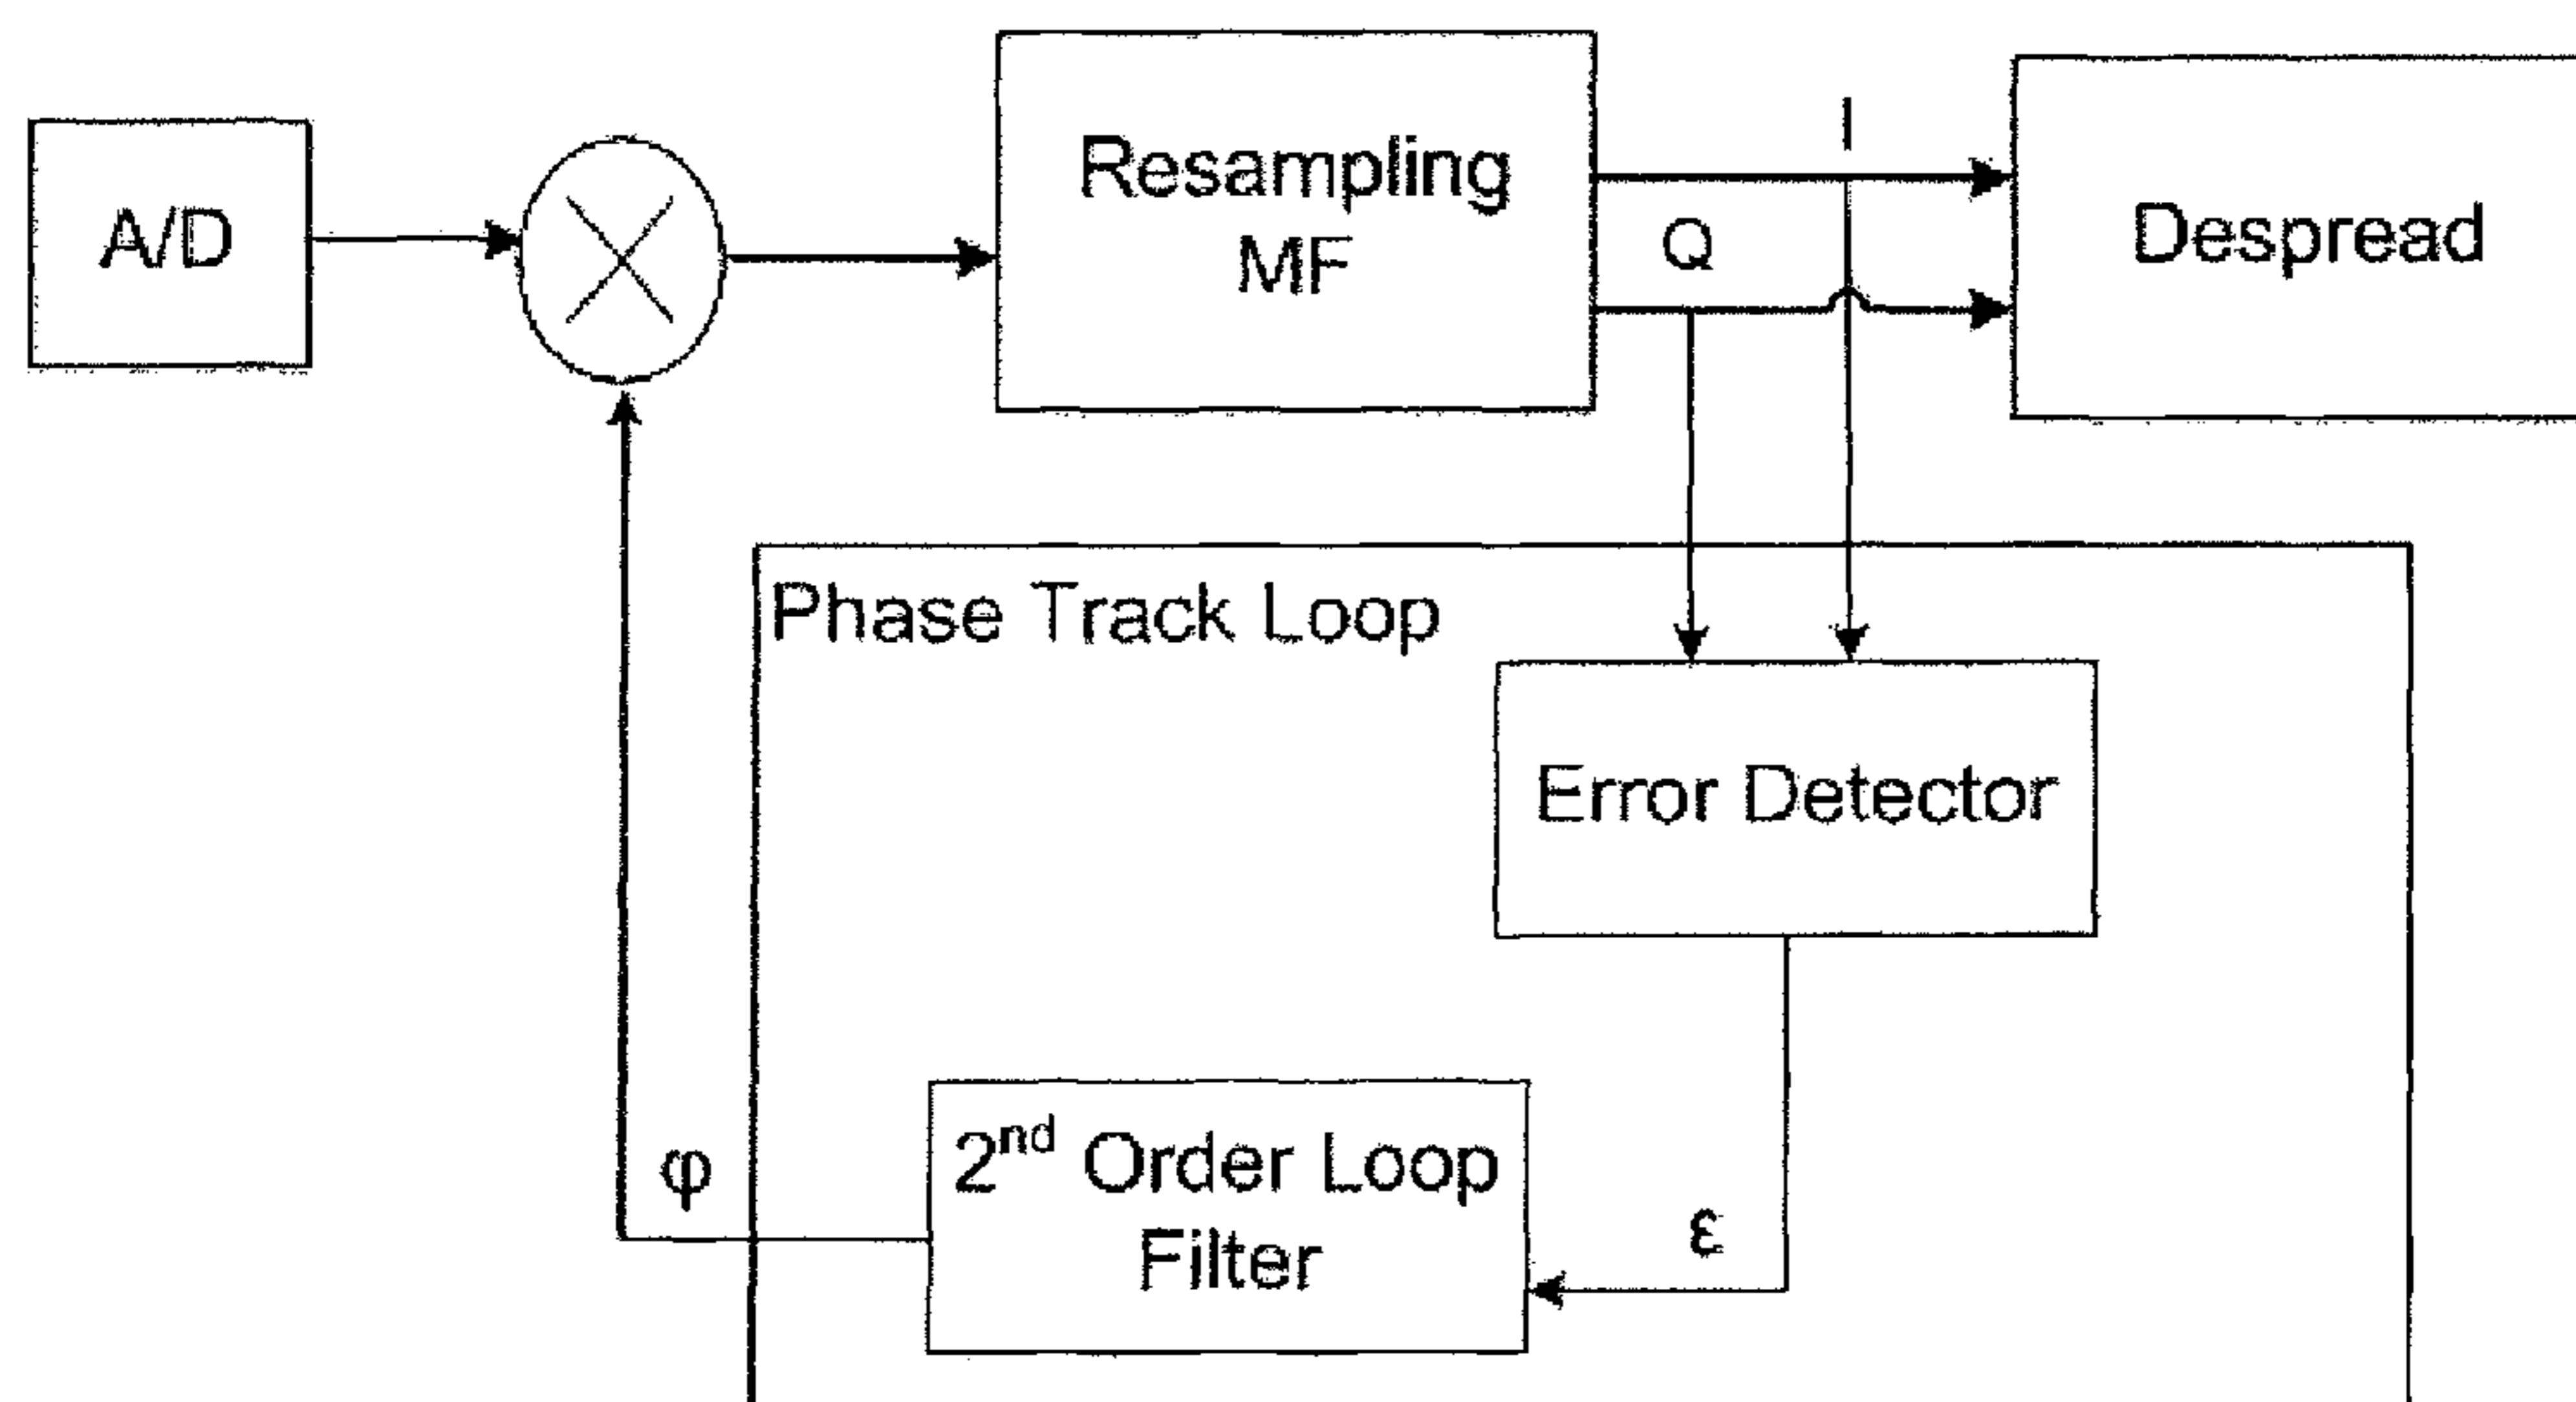 A/D
Resampling
MF
I
Q
Despread
Phase Track Loop
Error Detector
2nd Order Loop
Filter
φ
ε